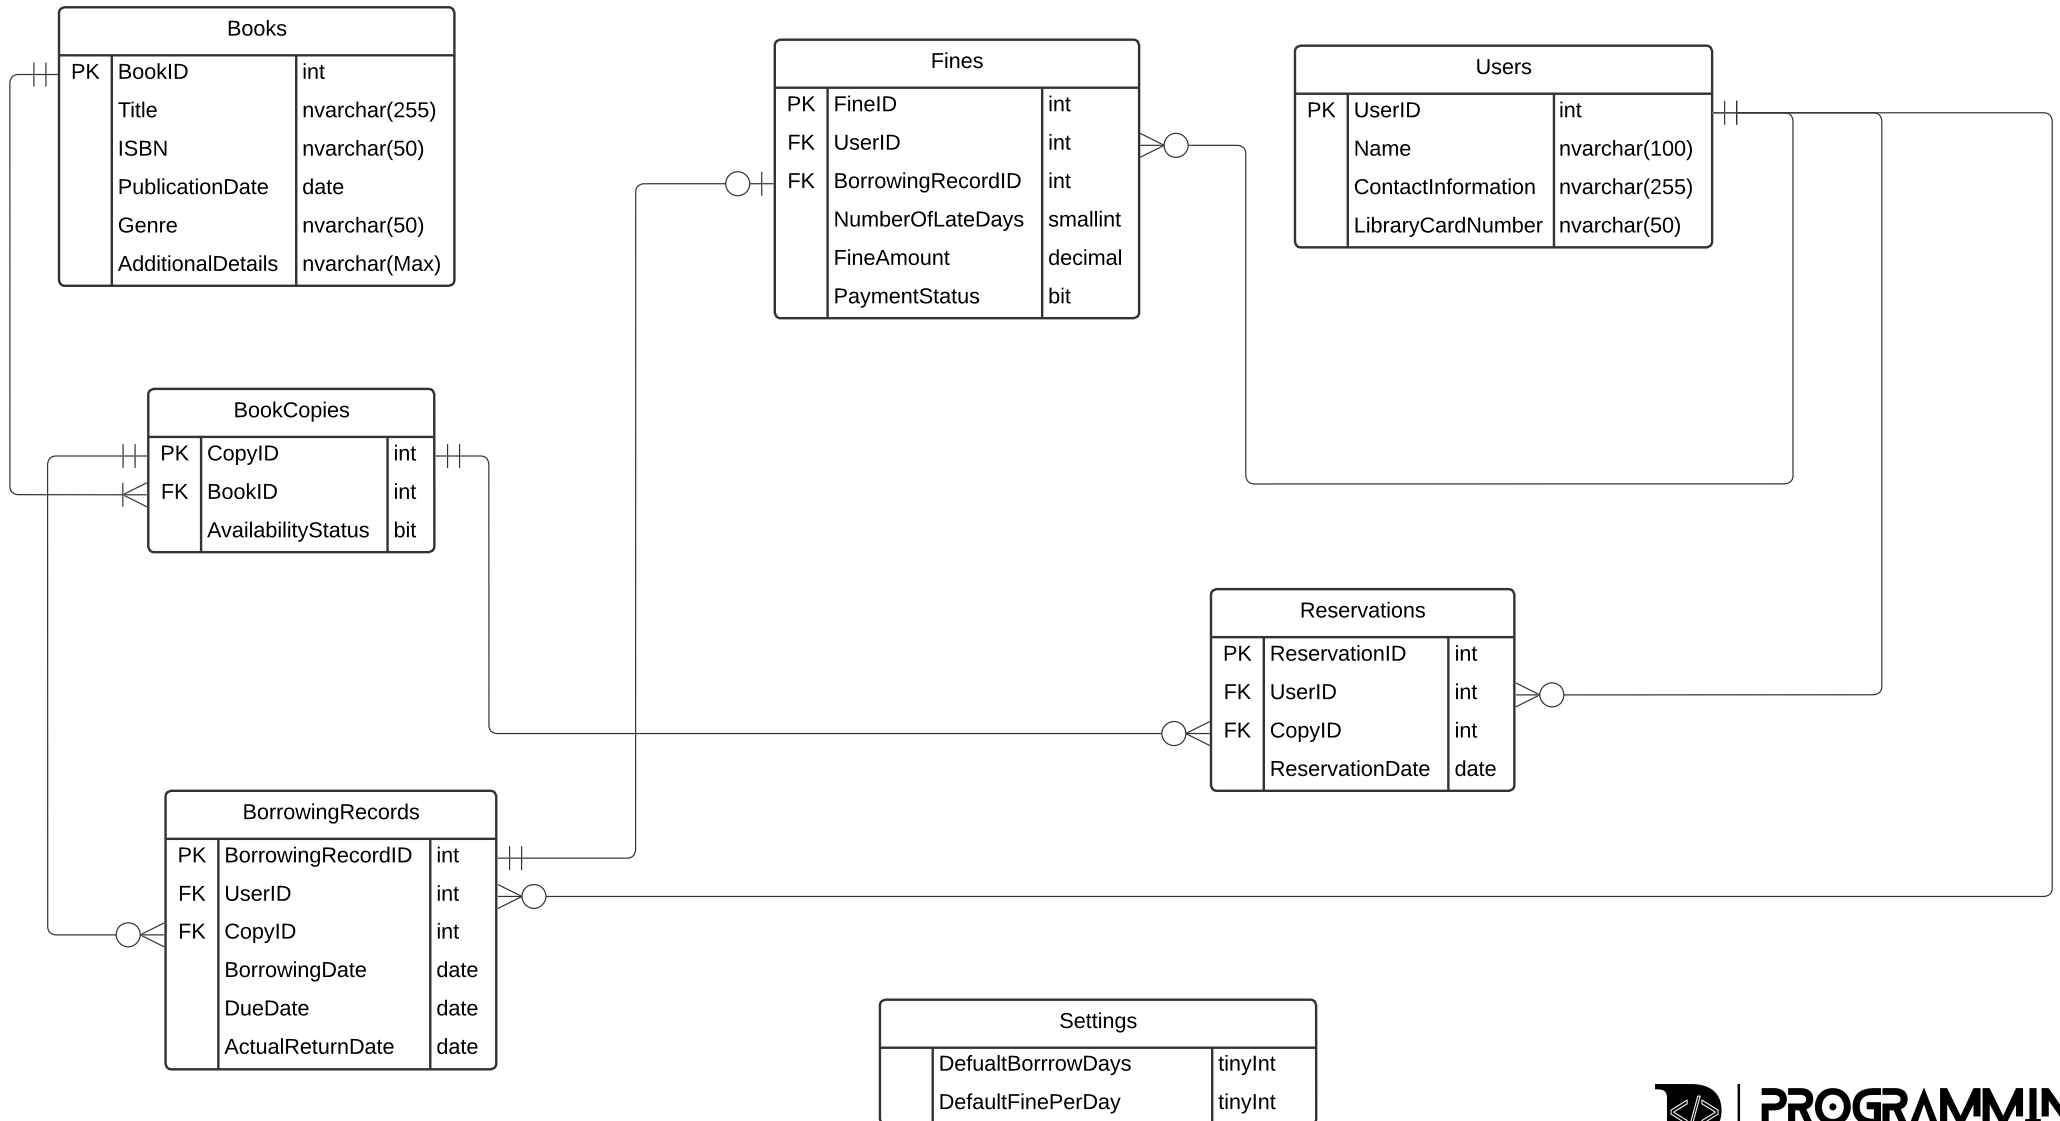 Books
PK BookID int
Title nvarchar(255)
ISBN nvarchar(50)
PublicationDate date
Genre nvarchar(50)
AdditionalDetails nvarchar(Max)
Fines
PK FineID int
FK UserID int
FK BorrowingRecordID int
NumberOfLateDays smallint
FineAmount decimal
PaymentStatus bit
Users
PK UserID int
Name nvarchar(100)
ContactInformation nvarchar(255)
LibraryCardNumber nvarchar(50)
BookCopies
PK CopyID int
FK BookID int
AvailabilityStatus bit
Reservations
PK ReservationID int
FK UserID int
FK CopyID int
ReservationDate date
BorrowingRecords
PK BorrowingRecordID int
FK UserID int
FK CopyID int
BorrowingDate date
DueDate date
ActualReturnDate date
Settings
DefualtBorrrowDays tinyInt
DefaultFinePerDay tinyInt